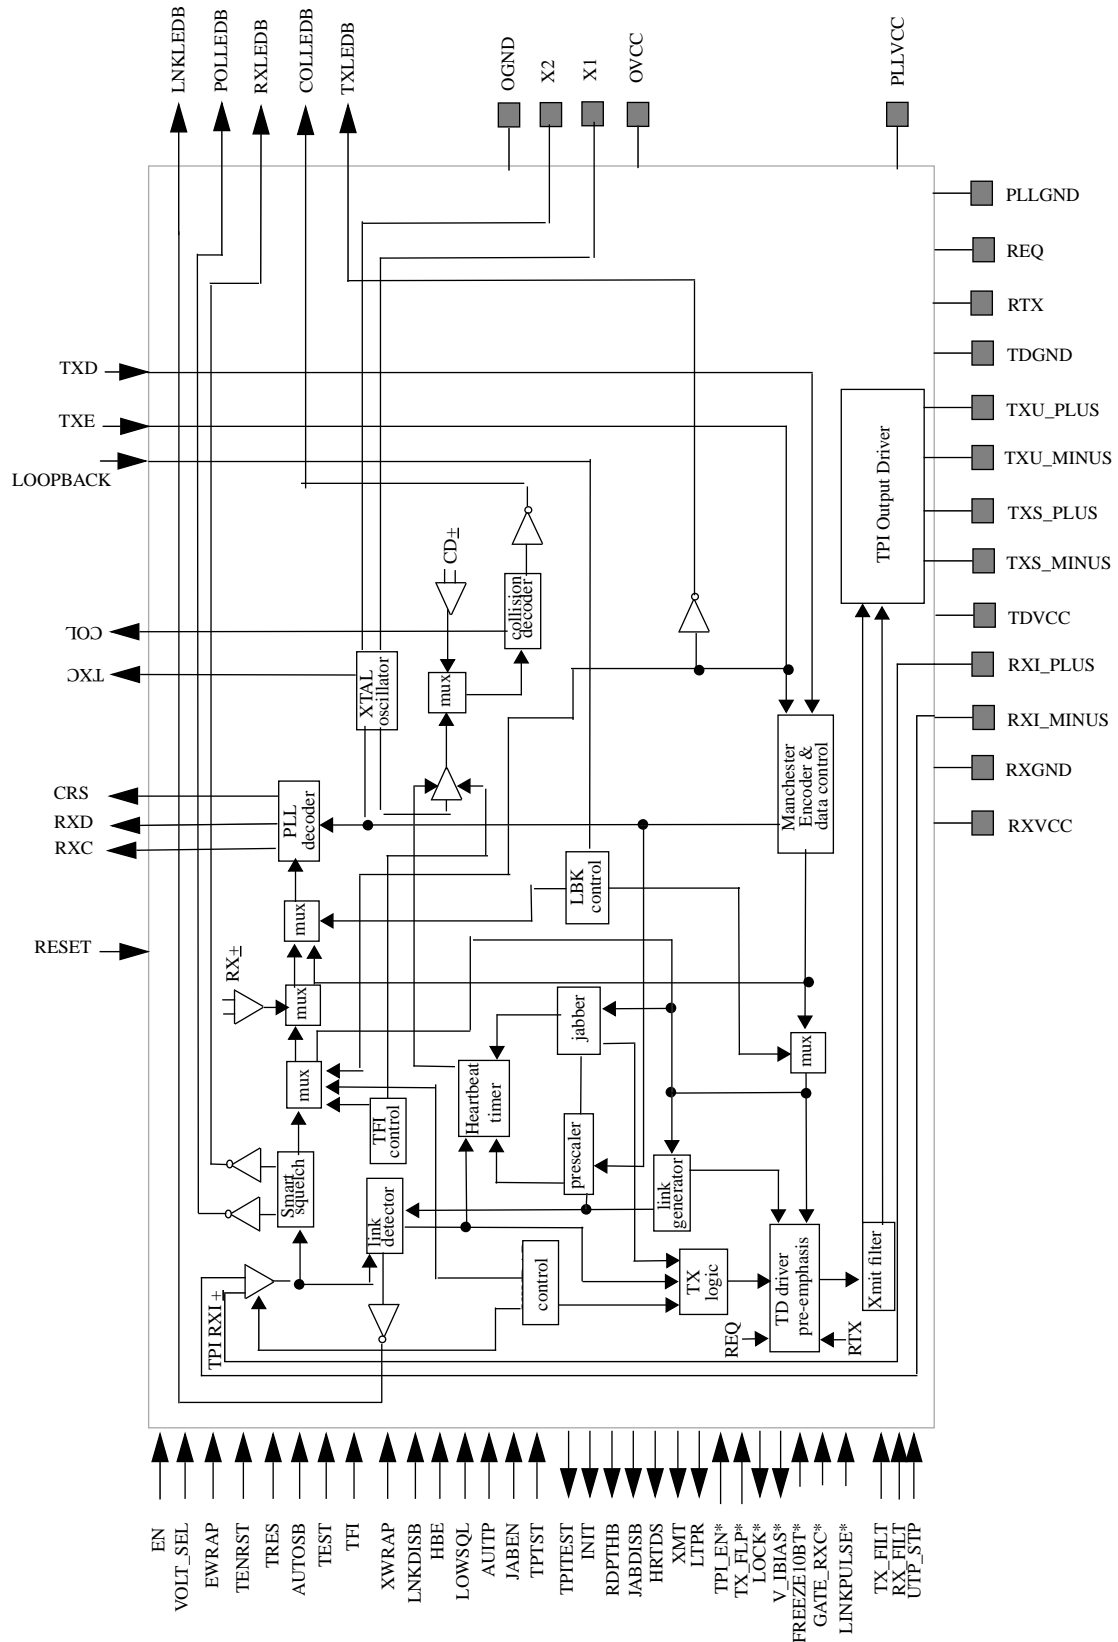 LNKLEDB
POLLEDB
RXLEDB
COLLEDB
TXLEDB
OGND
X2
X1
OVCC
PLLVCC
PLLGND
REQ
RTX
TDGND
TXU_PLUS
TXU_MINUS
TXS_PLUS
TXS_MINUS
TDVCC
RXI_PLUS
RXI_MINUS
RXGND
RXVCC
TXD
TXE
LOOPBACK
COL
TXC
CRS
RXD
RXC
RESET
TPI Output Driver
CD±
collision
decoder
XTAL
oscillator
mux
Manchester
Encoder &
data control
PLL
decoder
LBK
control
mux
RX±
mux
jabber
mux
mux
Heartbeat
timer
TFI
control
prescaler
Smart
squelch
link
generator
link
detector
control
TX
logic
TD driver
pre-emphasis
Xmit filter
TPI RXI ±
REQ
RTX
EN
VOLT_SEL
EWRAP
TENRST
TRES
AUTOSB
TEST
TFI
XWRAP
LNKDISB
HBE
LOWSQL
AUITP
JABEN
TPTST
TPITEST
INIT
RDPTHB
JABDISB
HRTDS
XMT
LTPR
TPI_EN*
TX_FLP*
LOCK*
V_IBIAS*
FREEZE10BT*
GATE_RXC*
LINKPULSE*
TX_FILT
RX_FILT
UTP_STP